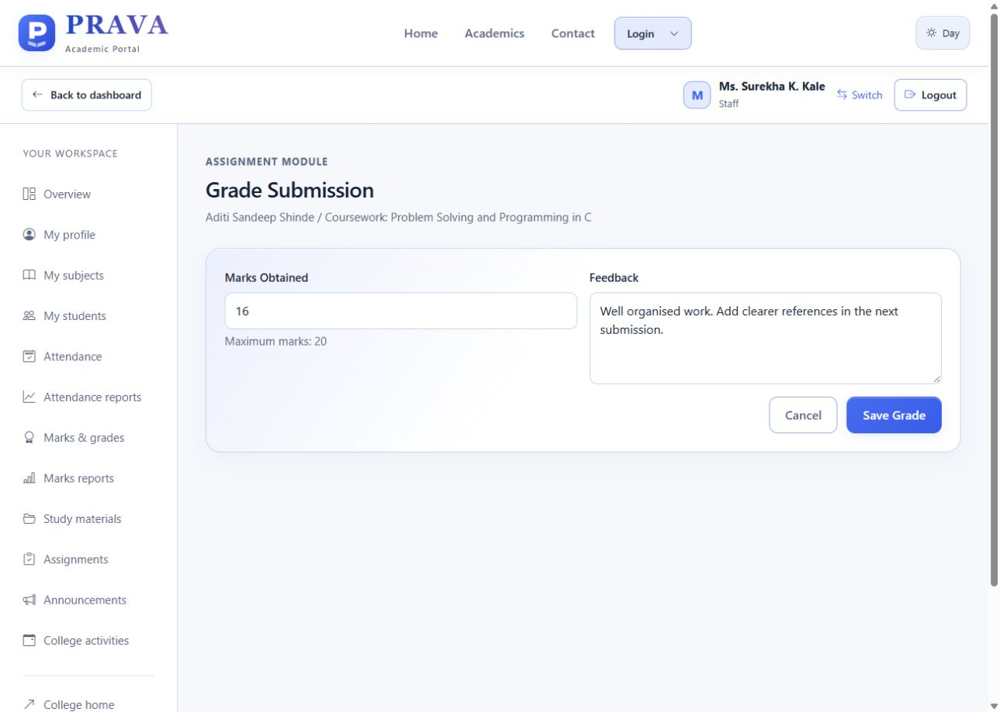 PRAVA
Academic Portal
Home
Academics
Contact
Login
Day
Back to dashboard
M
Ms. Surekha K. Kale
Staff
Switch
Logout
YOUR WORKSPACE
Overview
My profile
My subjects
My students
Attendance
Attendance reports
Marks & grades
Marks reports
Study materials
Assignments
Announcements
College activities
College home
ASSIGNMENT MODULE
Grade Submission
Aditi Sandeep Shinde / Coursework: Problem Solving and Programming in C
Marks Obtained
16
Maximum marks: 20
Feedback
Well organised work. Add clearer references in the next
submission.
Cancel
Save Grade